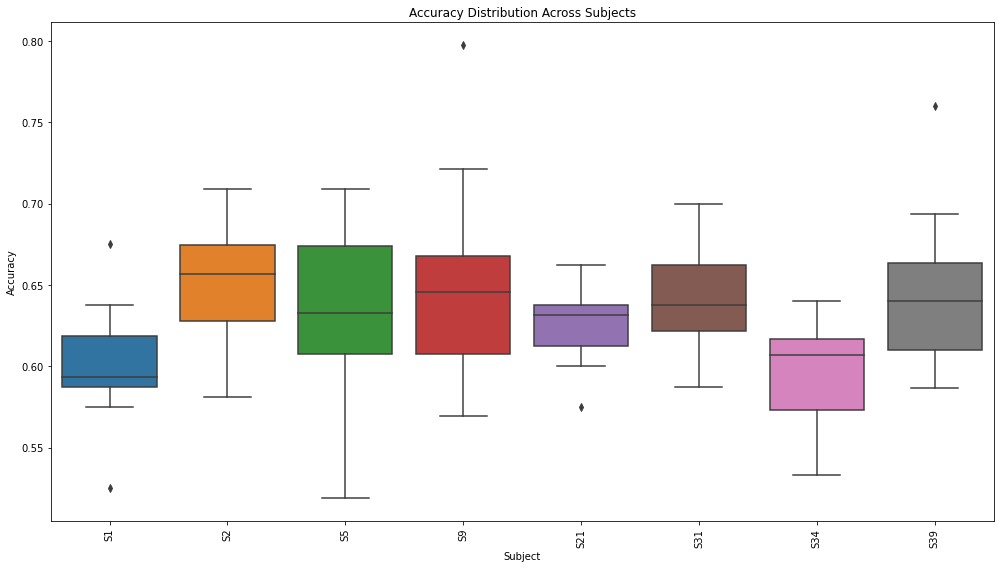 Accuracy Distribution Across Subjects
0.80
0.75
0.70
0.65
0.60
0.55
Accuracy
S1
S2
S5
S9
S21
S31
S34
S39
Subject